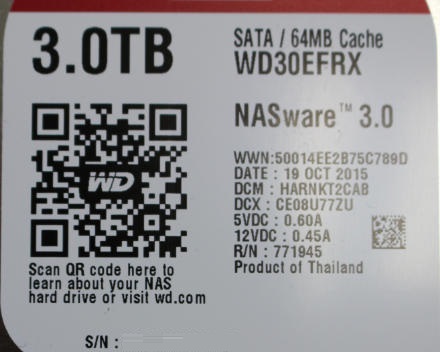 3.0TB
SATA / 64MB Cache
WD30EFRX
NASware™ 3.0
WD
WWN:50014EE2B75C789D
DATE : 19 OCT 2015
DCM : HARNKT2CAB
DCX : CE08U77ZU
5VDC : 0.60A
12VDC : 0.45A
R/N : 771945
Product of Thailand
Scan QR code here to
learn about your NAS
hard drive or visit wd.com
S/N :